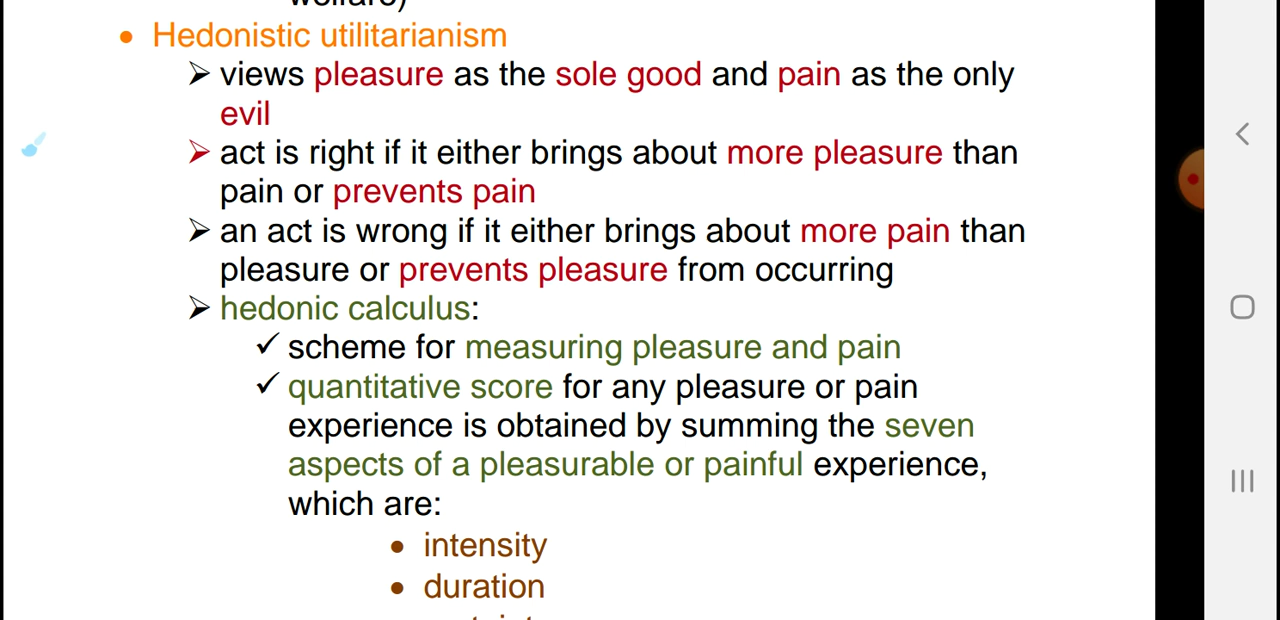 welfare)
• Hedonistic utilitarianism
➢ views pleasure as the sole good and pain as the only
evil
➢ act is right if it either brings about more pleasure than
pain or prevents pain
➢ an act is wrong if it either brings about more pain than
pleasure or prevents pleasure from occurring
➢ hedonic calculus:
✓ scheme for measuring pleasure and pain
✓ quantitative score for any pleasure or pain
experience is obtained by summing the seven
aspects of a pleasurable or painful experience,
which are:
• intensity
• duration